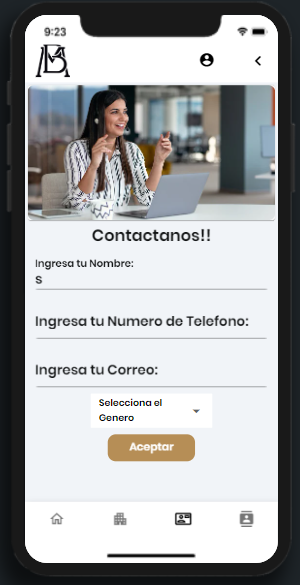 9:23
Contactanos!!
Ingresa tu Nombre:
S
Ingresa tu Numero de Telefono:
Ingresa tu Correo:
Selecciona el
Genero
Aceptar